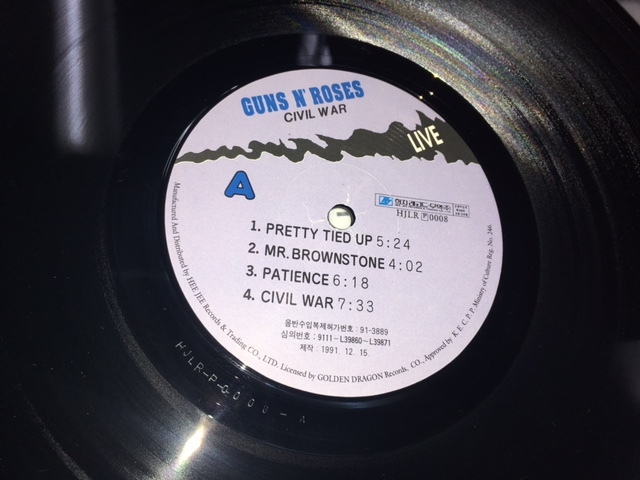 GUNS N' ROSES
CIVIL WAR
LIVE
A
HJLR P 0008
1. PRETTY TIED UP 5:24
2. MR. BROWNSTONE 4:02
3. PATIENCE 6:18
4. CIVIL WAR 7:33
음반수입복제허가번호 : 91-3889
심의번호 : 9111-L39860~L39871
제작 : 1991. 12. 15.
Manufactured And Distributed by HEE JEE Records & Trading CO., LTD. Licensed by GOLDEN DRAGON Records, CO., Approved by K. E. C. P. P. Ministry of Culture Reg. No. 246
HJLR-P-0008-A